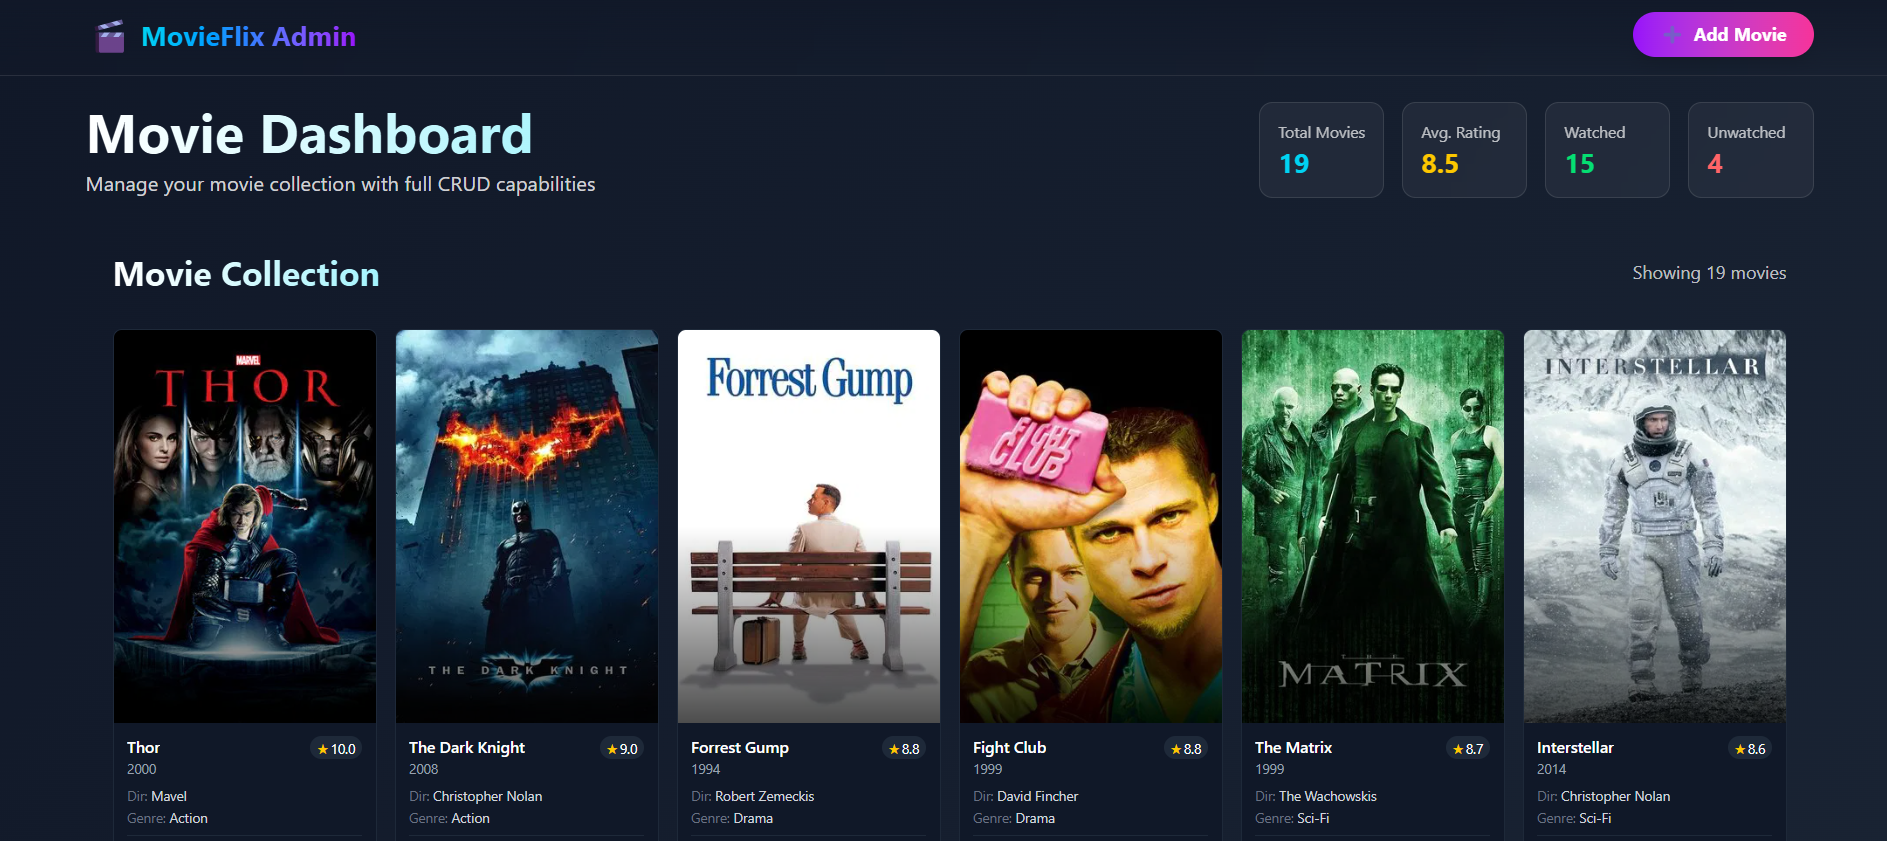 MovieFlix Admin
Add Movie
Movie Dashboard
Manage your movie collection with full CRUD capabilities
Total Movies
19
Avg. Rating
8.5
Watched
15
Unwatched
4
Movie Collection
Showing 19 movies
MARVEL
THOR
THE DARK KNIGHT
Forrest Gump
FIGHT
CLUB
THE
MATRIX
INTERSTELLAR
Thor
★10.0
2000
Dir: Mavel
Genre: Action
The Dark Knight
★9.0
2008
Dir: Christopher Nolan
Genre: Action
Forrest Gump
★8.8
1994
Dir: Robert Zemeckis
Genre: Drama
Fight Club
★8.8
1999
Dir: David Fincher
Genre: Drama
The Matrix
★8.7
1999
Dir: The Wachowskis
Genre: Sci-Fi
Interstellar
★8.6
2014
Dir: Christopher Nolan
Genre: Sci-Fi